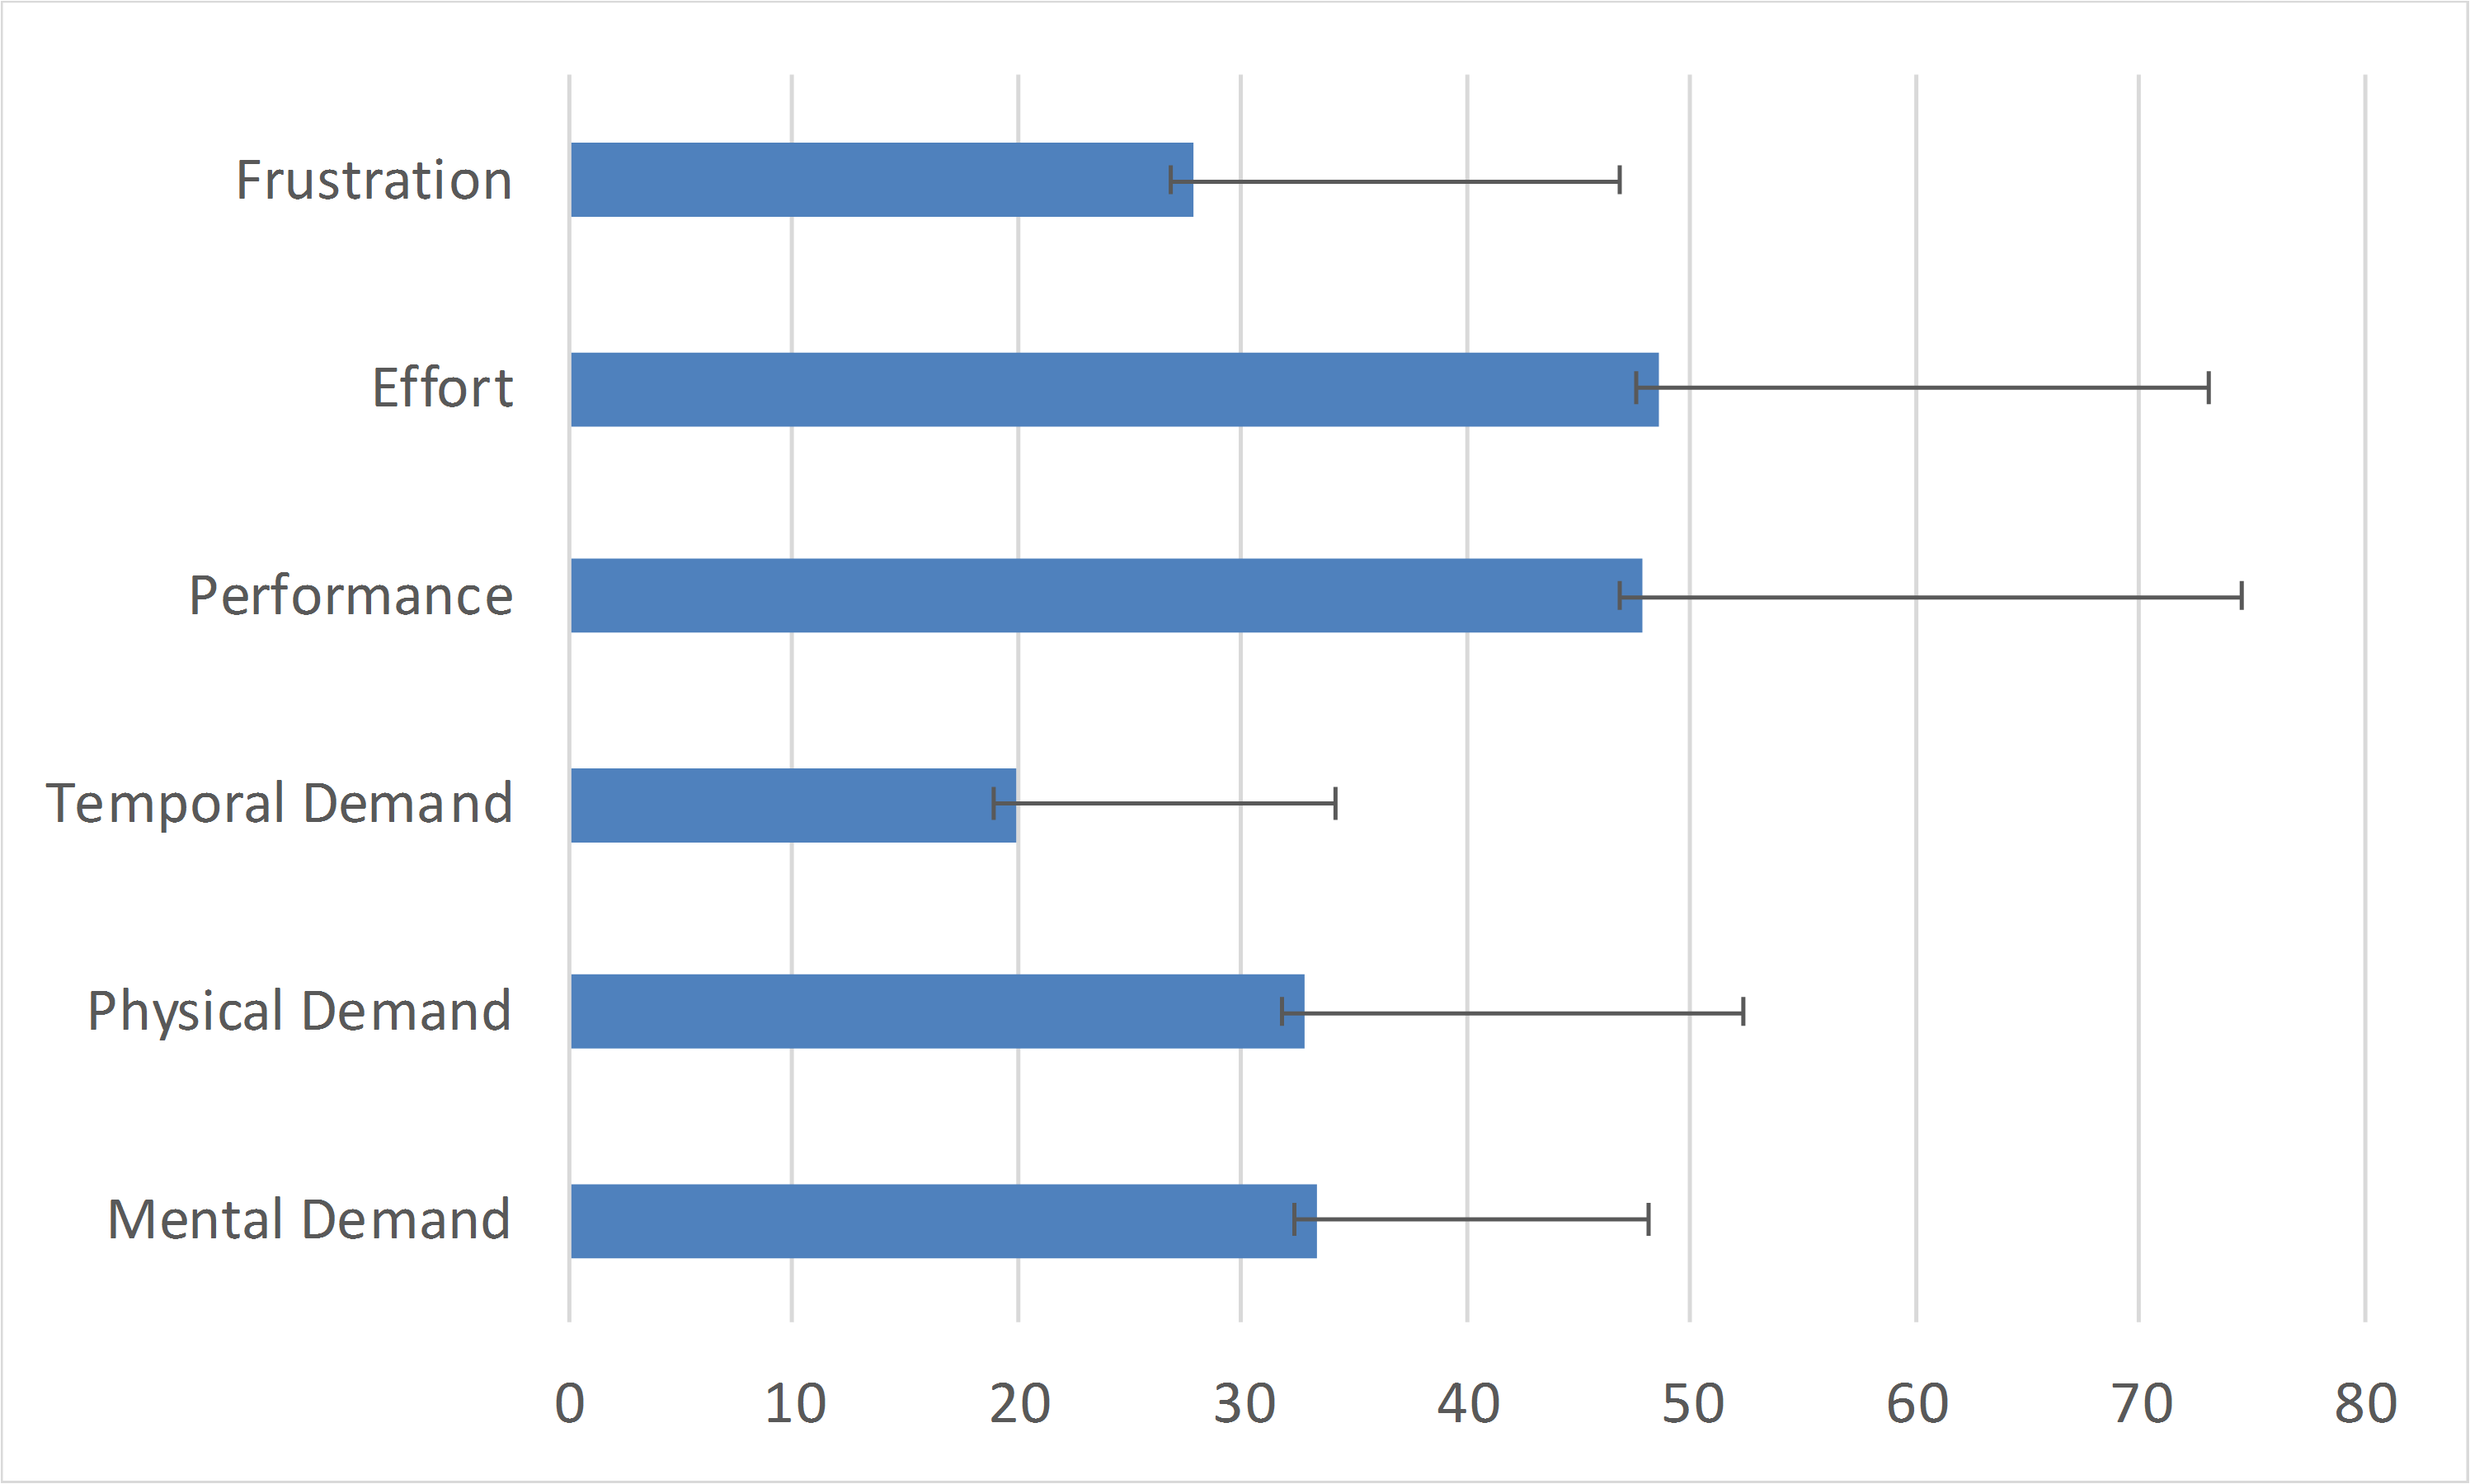 Frustration
Effort
Performance
Temporal Demand
Physical Demand
Mental Demand
0 10 20 30 40 50 60 70 80